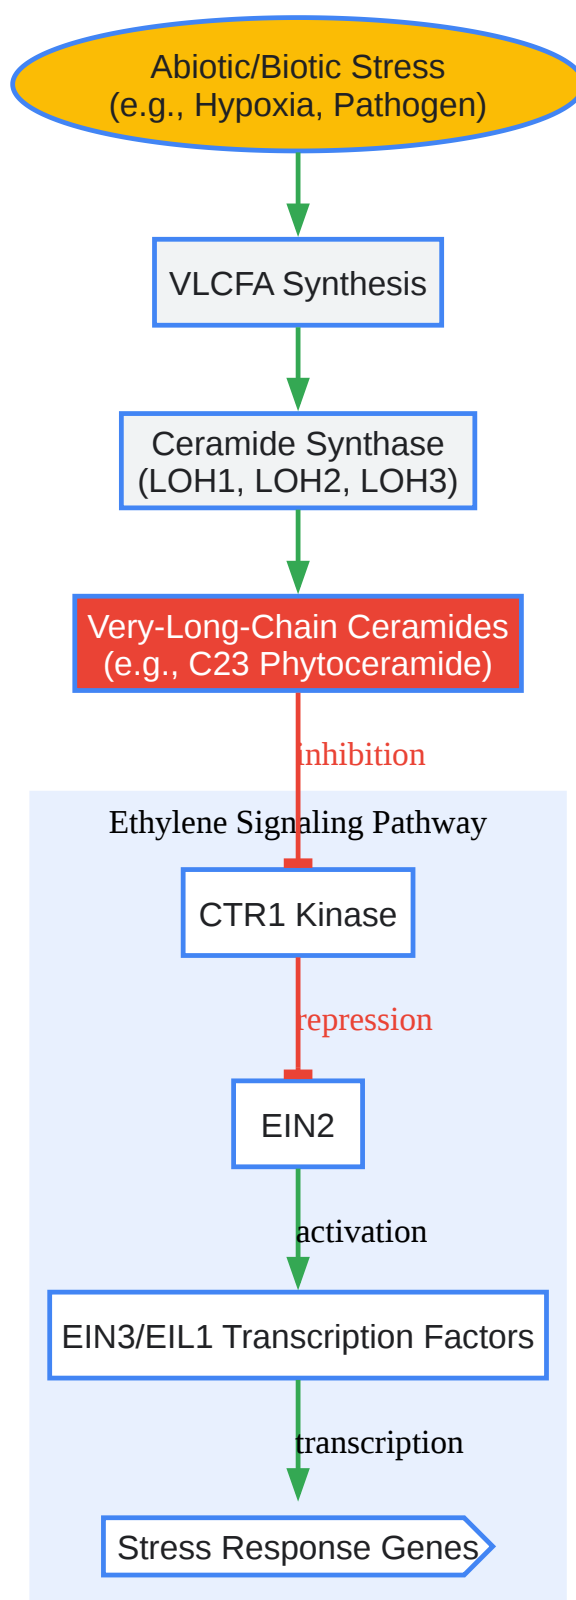 Abiotic/Biotic Stress
(e.g., Hypoxia, Pathogen)
VLCFA Synthesis
Ceramide Synthase
(LOH1, LOH2, LOH3)
Very-Long-Chain Ceramides
(e.g., C23 Phytoceramide)
inhibition
Ethylene Signaling Pathway
CTR1 Kinase
repression
EIN2
activation
EIN3/EIL1 Transcription Factors
transcription
Stress Response Genes